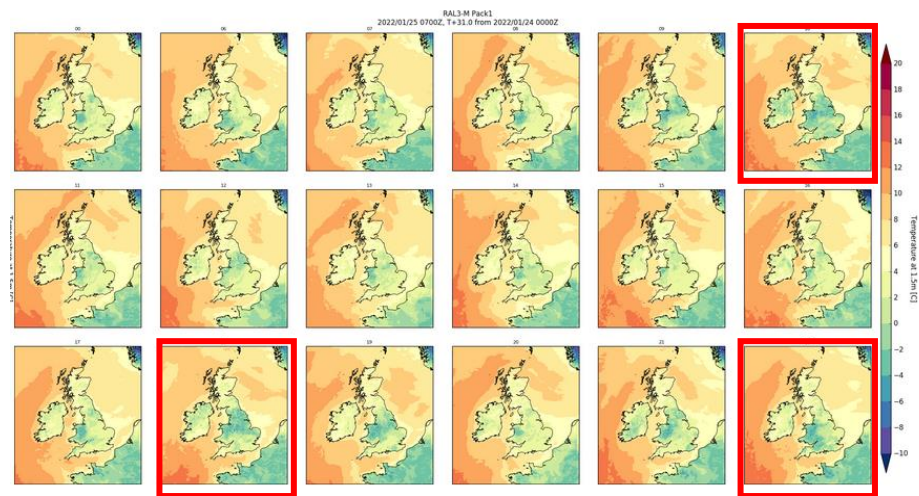 RAL3-M Pack1
2022/01/25 0700Z, T+31.0 from 2022/01/24 0000Z
00 06 07 08 09
11 12 13 14 15 16
17 19 20 21
20
18
16
14
12
10
8
6
4
2
0
−2
−4
−6
−8
−10
Temperature at 1.5m [C]